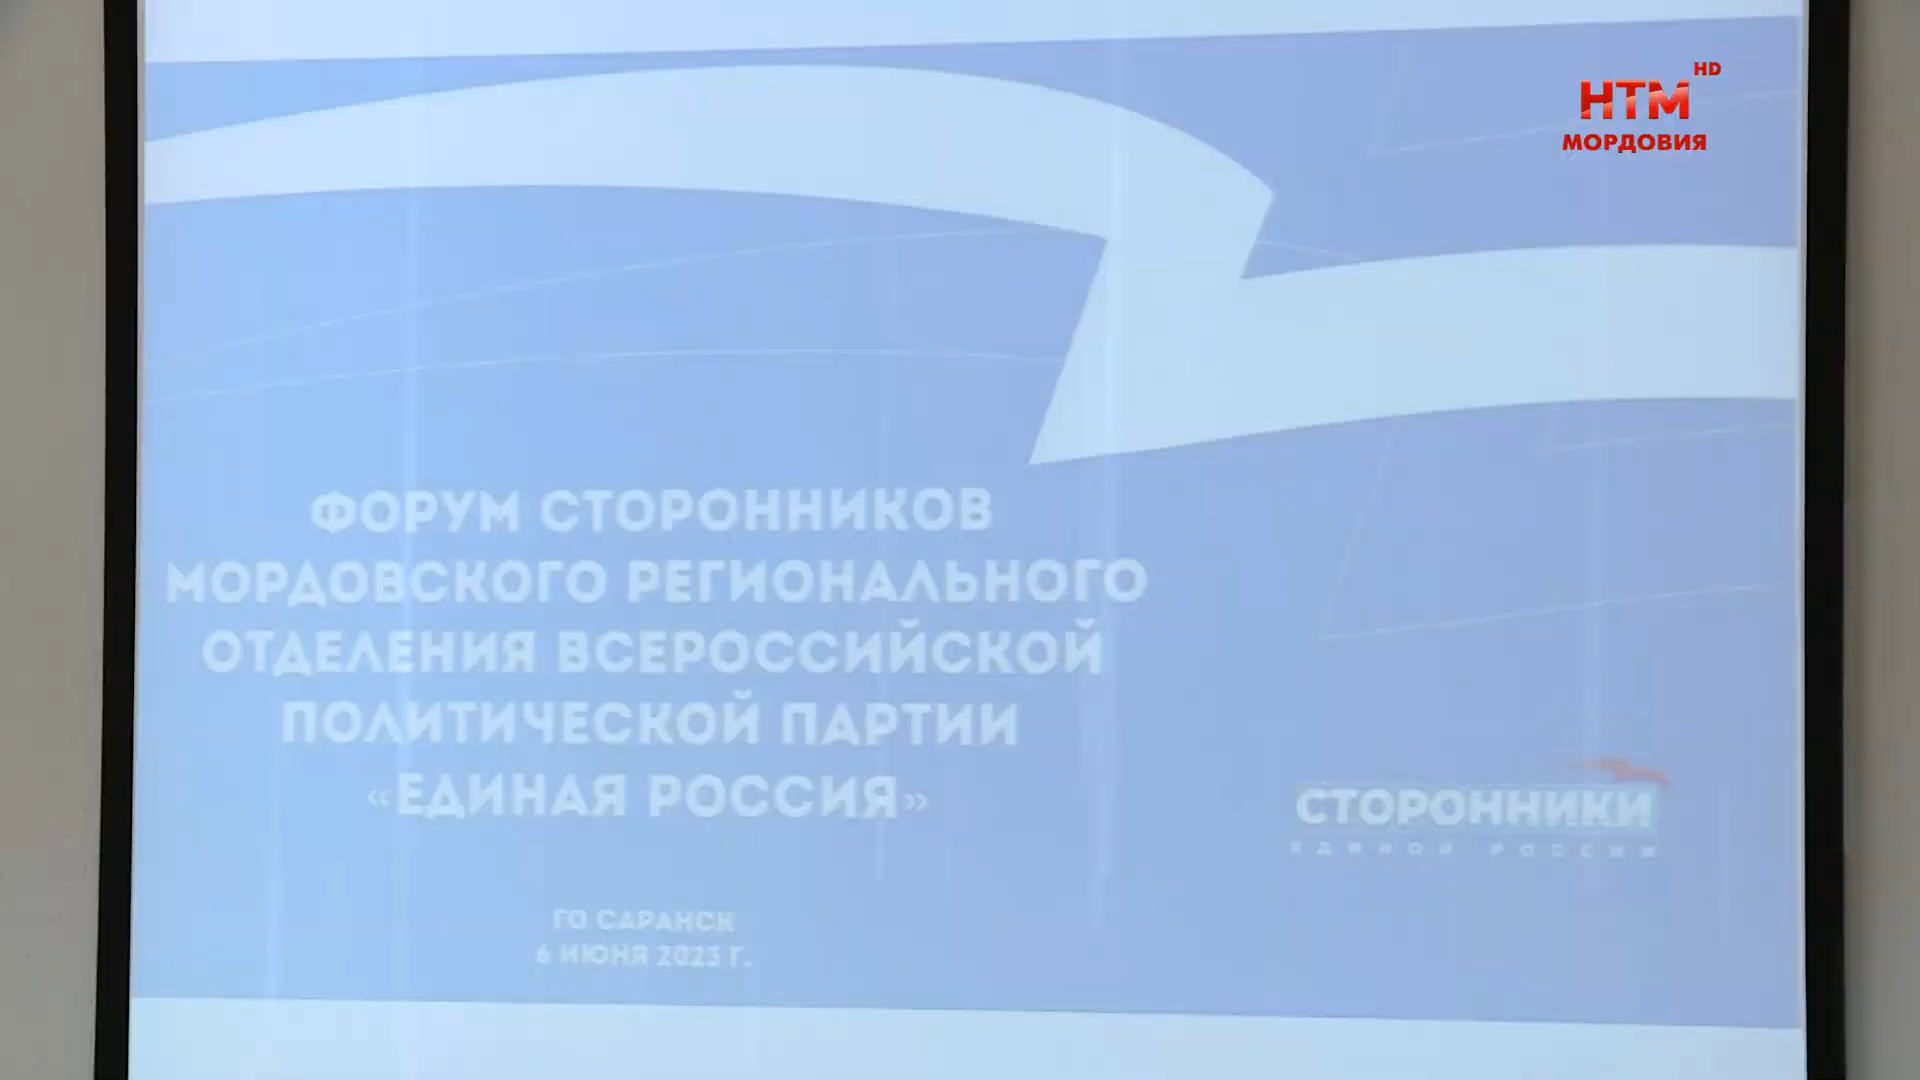 HD
НТМ
МОРДОВИЯ
ФОРУМ СТОРОННИКОВ
МОРДОВСКОГО РЕГИОНАЛЬНОГО
ОТДЕЛЕНИЯ ВСЕРОССИЙСКОЙ
ПОЛИТИЧЕСКОЙ ПАРТИИ
«ЕДИНАЯ РОССИЯ»
СТОРОННИКИ
ЕДИНОЙ РОССИИ
ГО САРАНСК
6 ИЮНЯ 2023 Г.